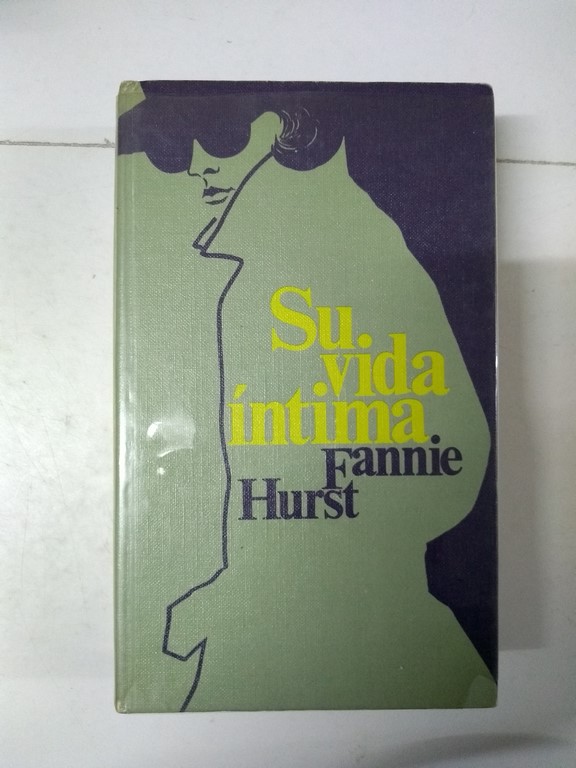 Su
vida
íntima
Fannie
Hurst